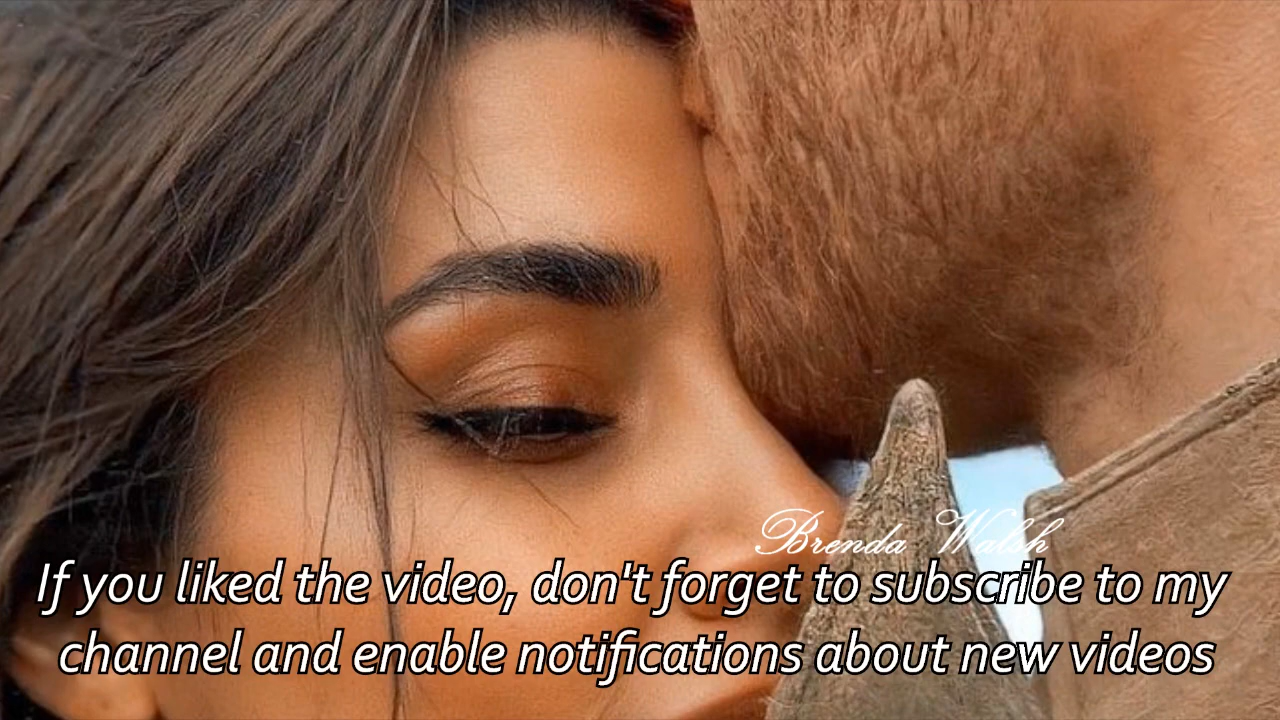 Brenda Walsh
If you liked the video, don't forget to subscribe to my
channel and enable notifications about new videos